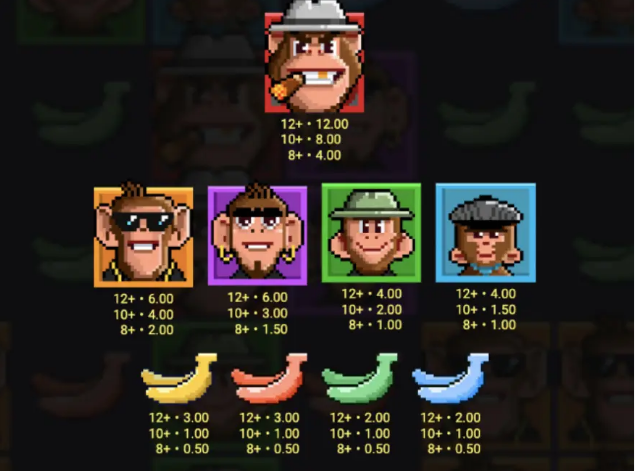 12+ • 12.00
10+ • 8.00
8+ • 4.00
12+ • 6.00
10+ • 4.00
8+ • 2.00
12+ • 6.00
10+ • 3.00
8+ • 1.50
12+ • 4.00
10+ • 2.00
8+ • 1.00
12+ • 4.00
10+ • 1.50
8+ • 1.00
12+ • 3.00
10+ • 1.00
8+ • 0.50
12+ • 3.00
10+ • 1.00
8+ • 0.50
12+ • 2.00
10+ • 1.00
8+ • 0.50
12+ • 2.00
10+ • 1.00
8+ • 0.50